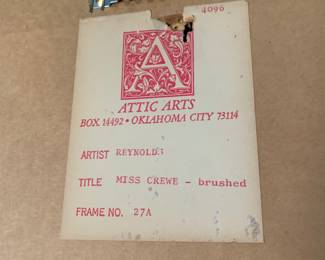 4096
A
ATTIC ARTS
BOX 14492 • OKLAHOMA CITY 73114
ARTIST REYNOLDS
TITLE MISS CREWE - brushed
FRAME NO. 27A